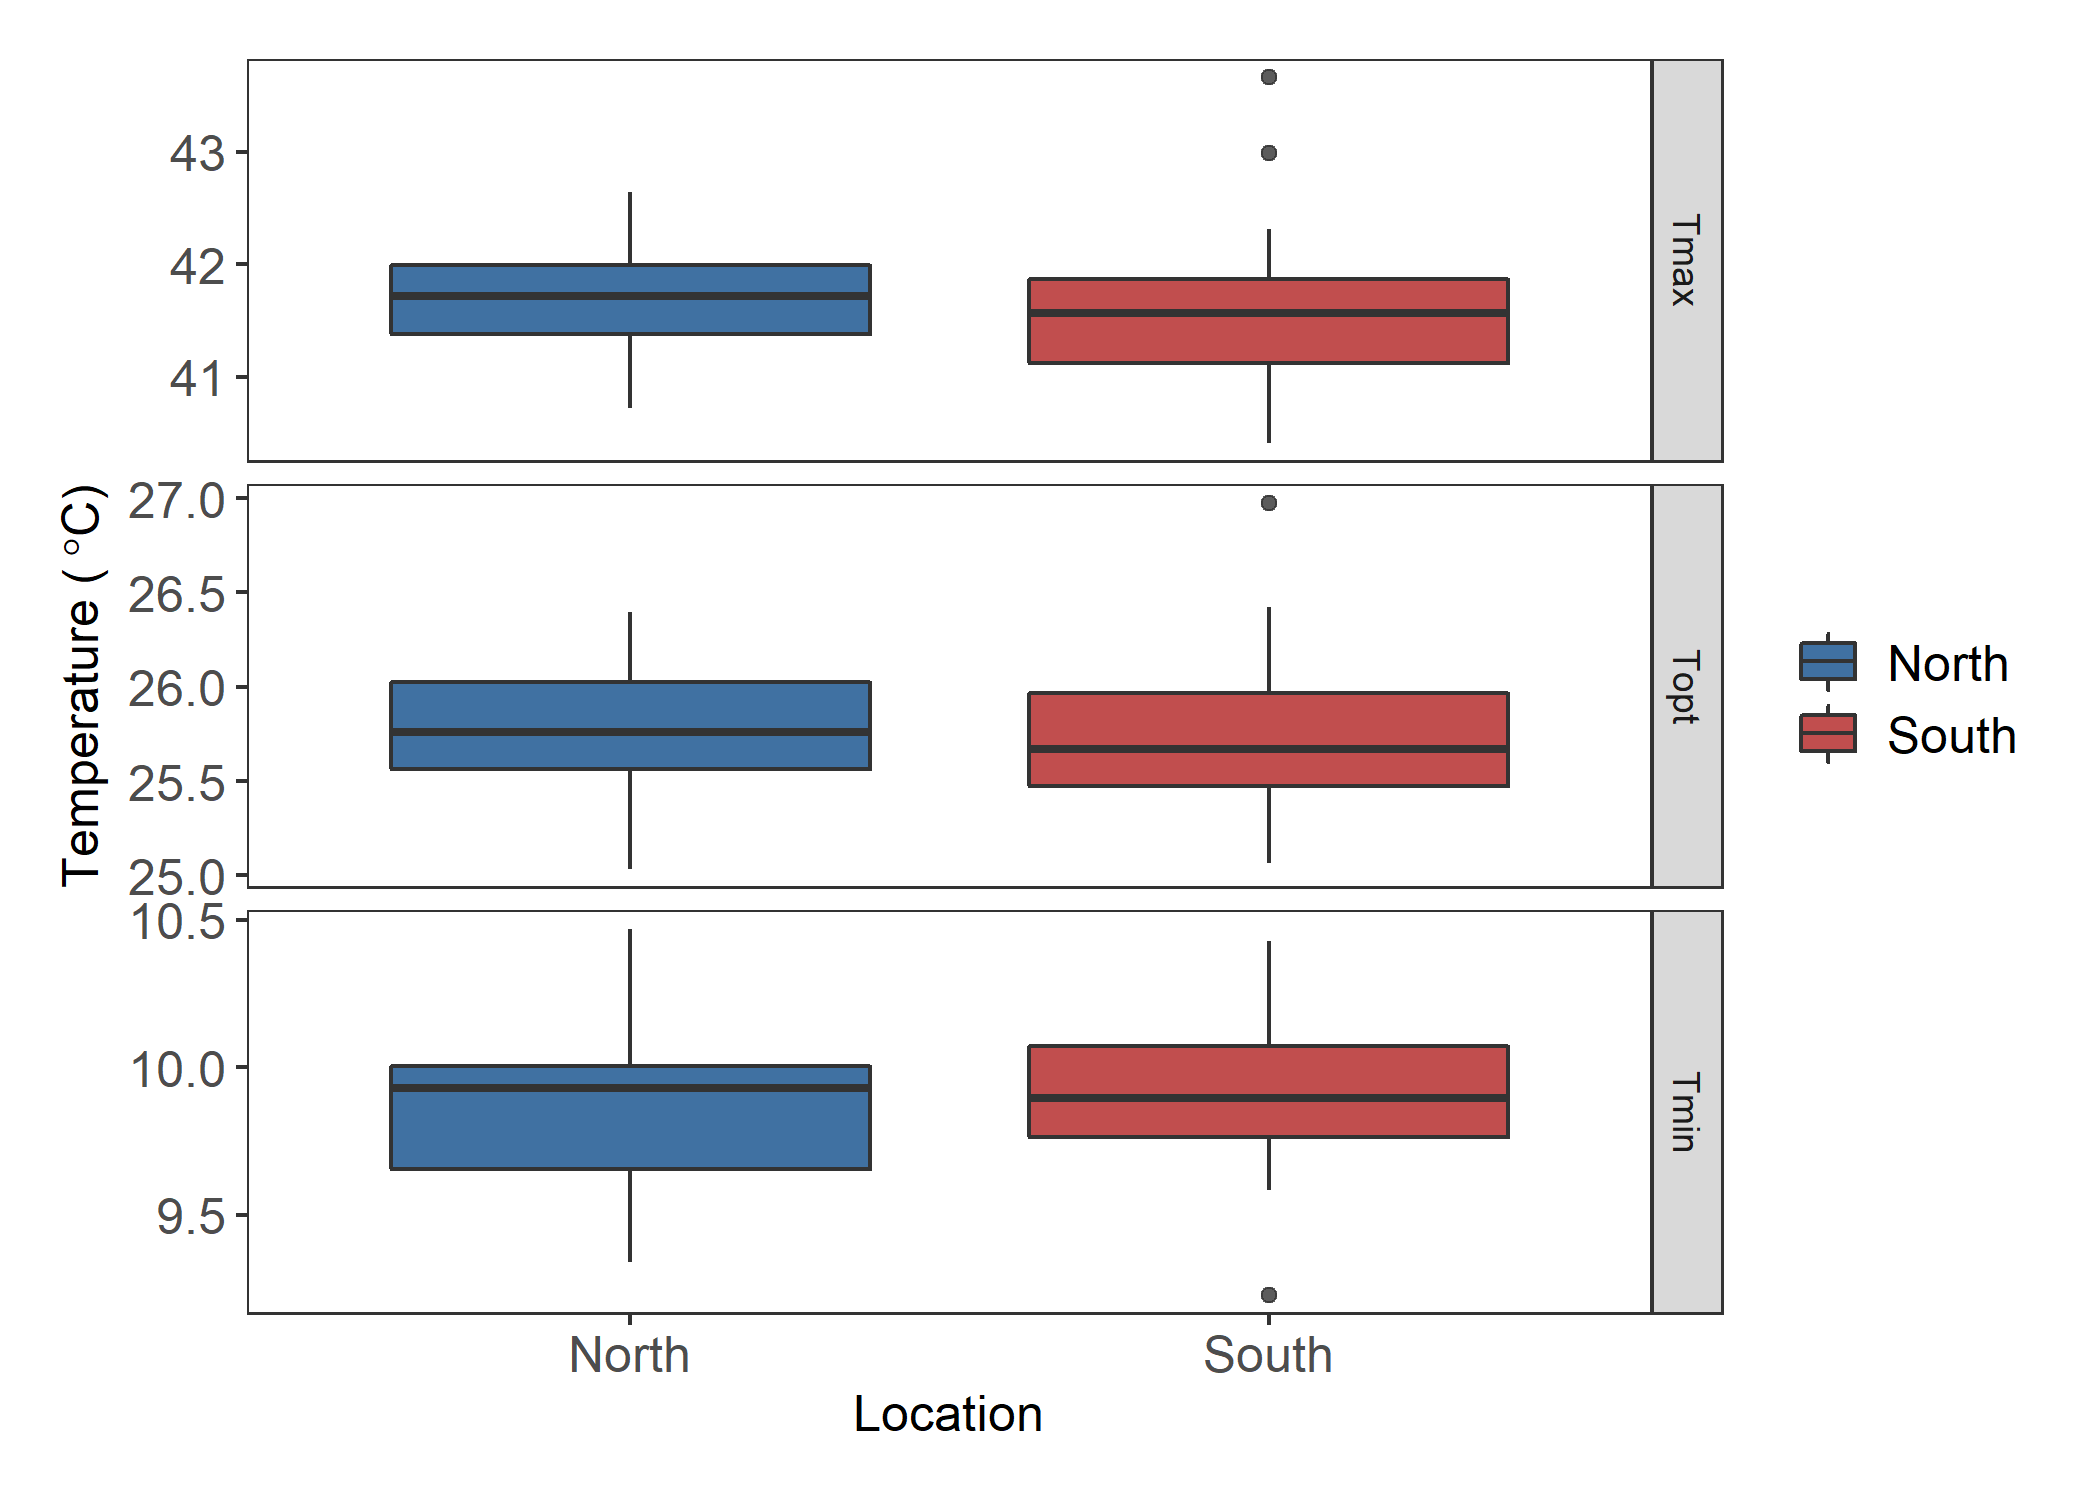 43
42
41
Tmax
Temperature ( °C)
27.0
26.5
26.0
25.5
25.0
Topt
North
South
10.5
10.0
9.5
Tmin
North South
Location